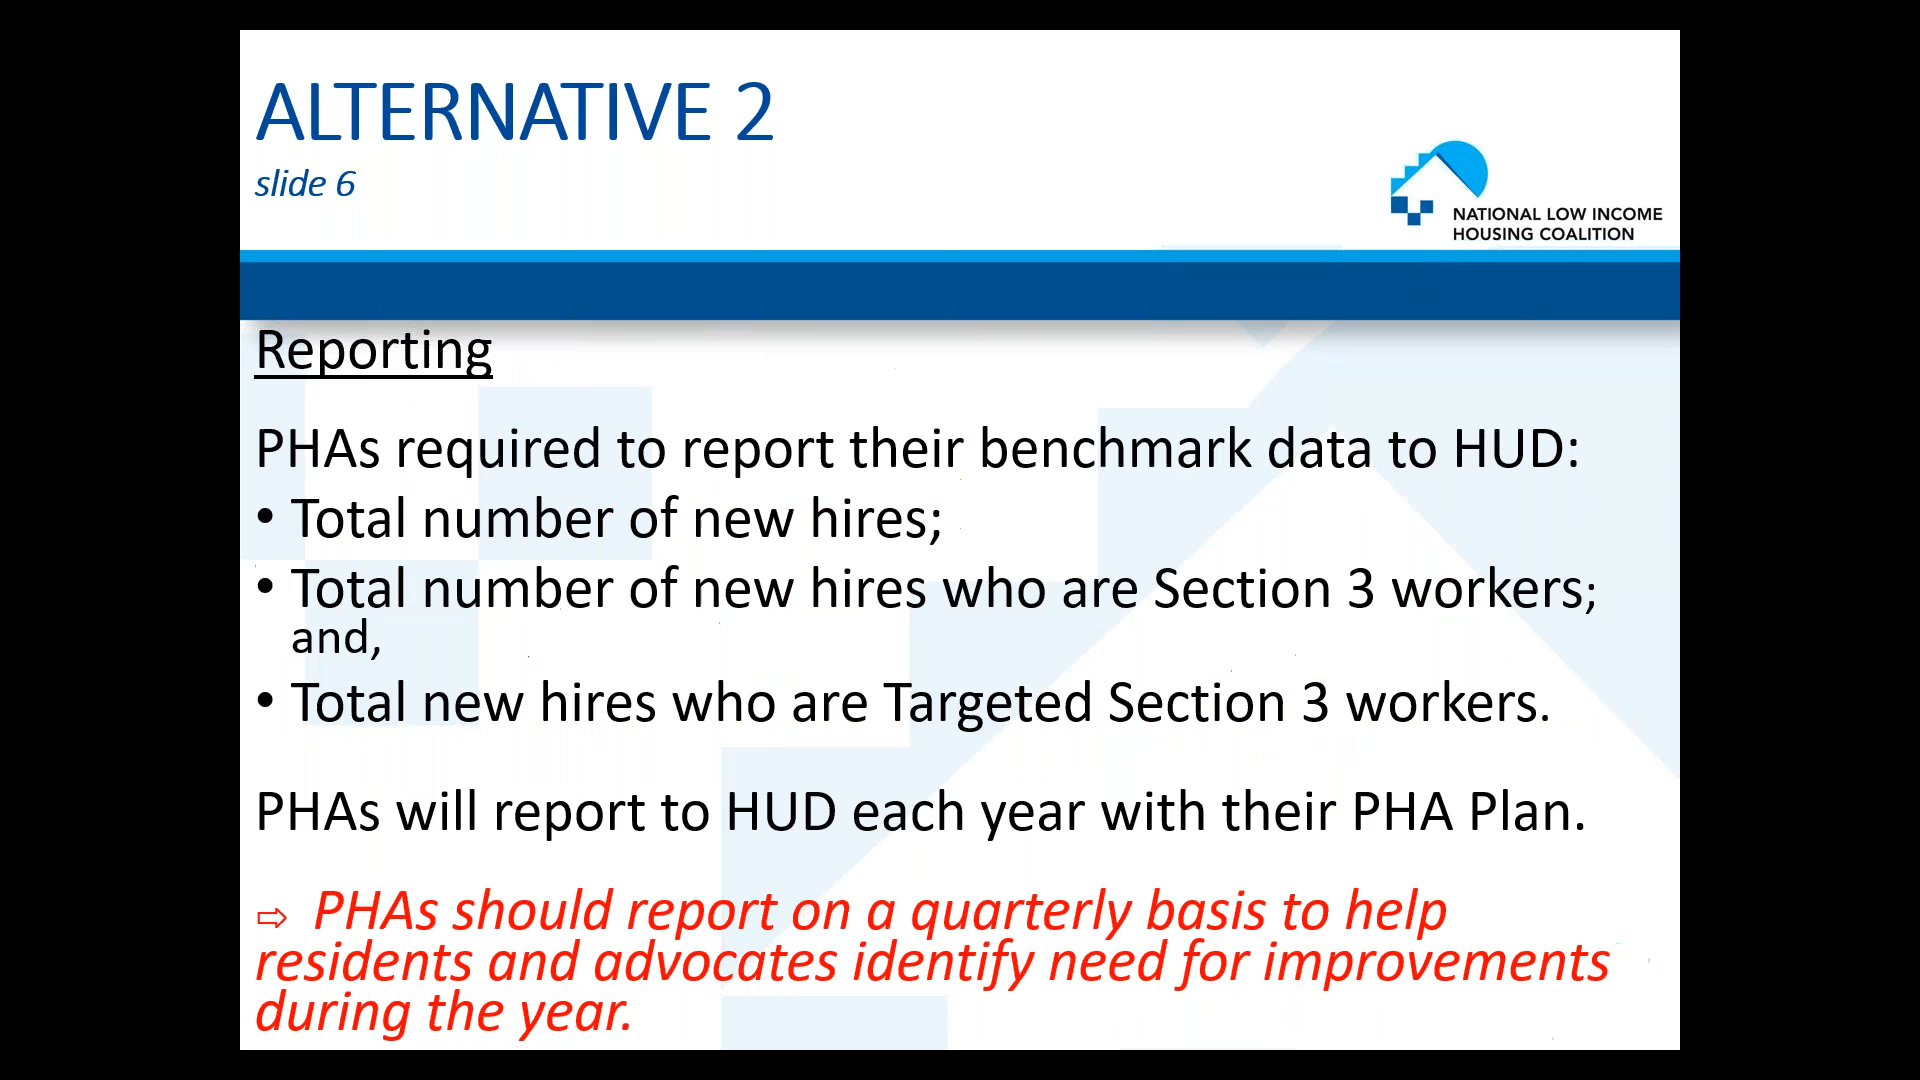 ALTERNATIVE 2
slide 6
NATIONAL LOW INCOME
HOUSING COALITION
Reporting
PHAs required to report their benchmark data to HUD:
• Total number of new hires;
• Total number of new hires who are Section 3 workers;
and,
• Total new hires who are Targeted Section 3 workers.
PHAs will report to HUD each year with their PHA Plan.
⇨ PHAs should report on a quarterly basis to help
residents and advocates identify need for improvements
during the year.